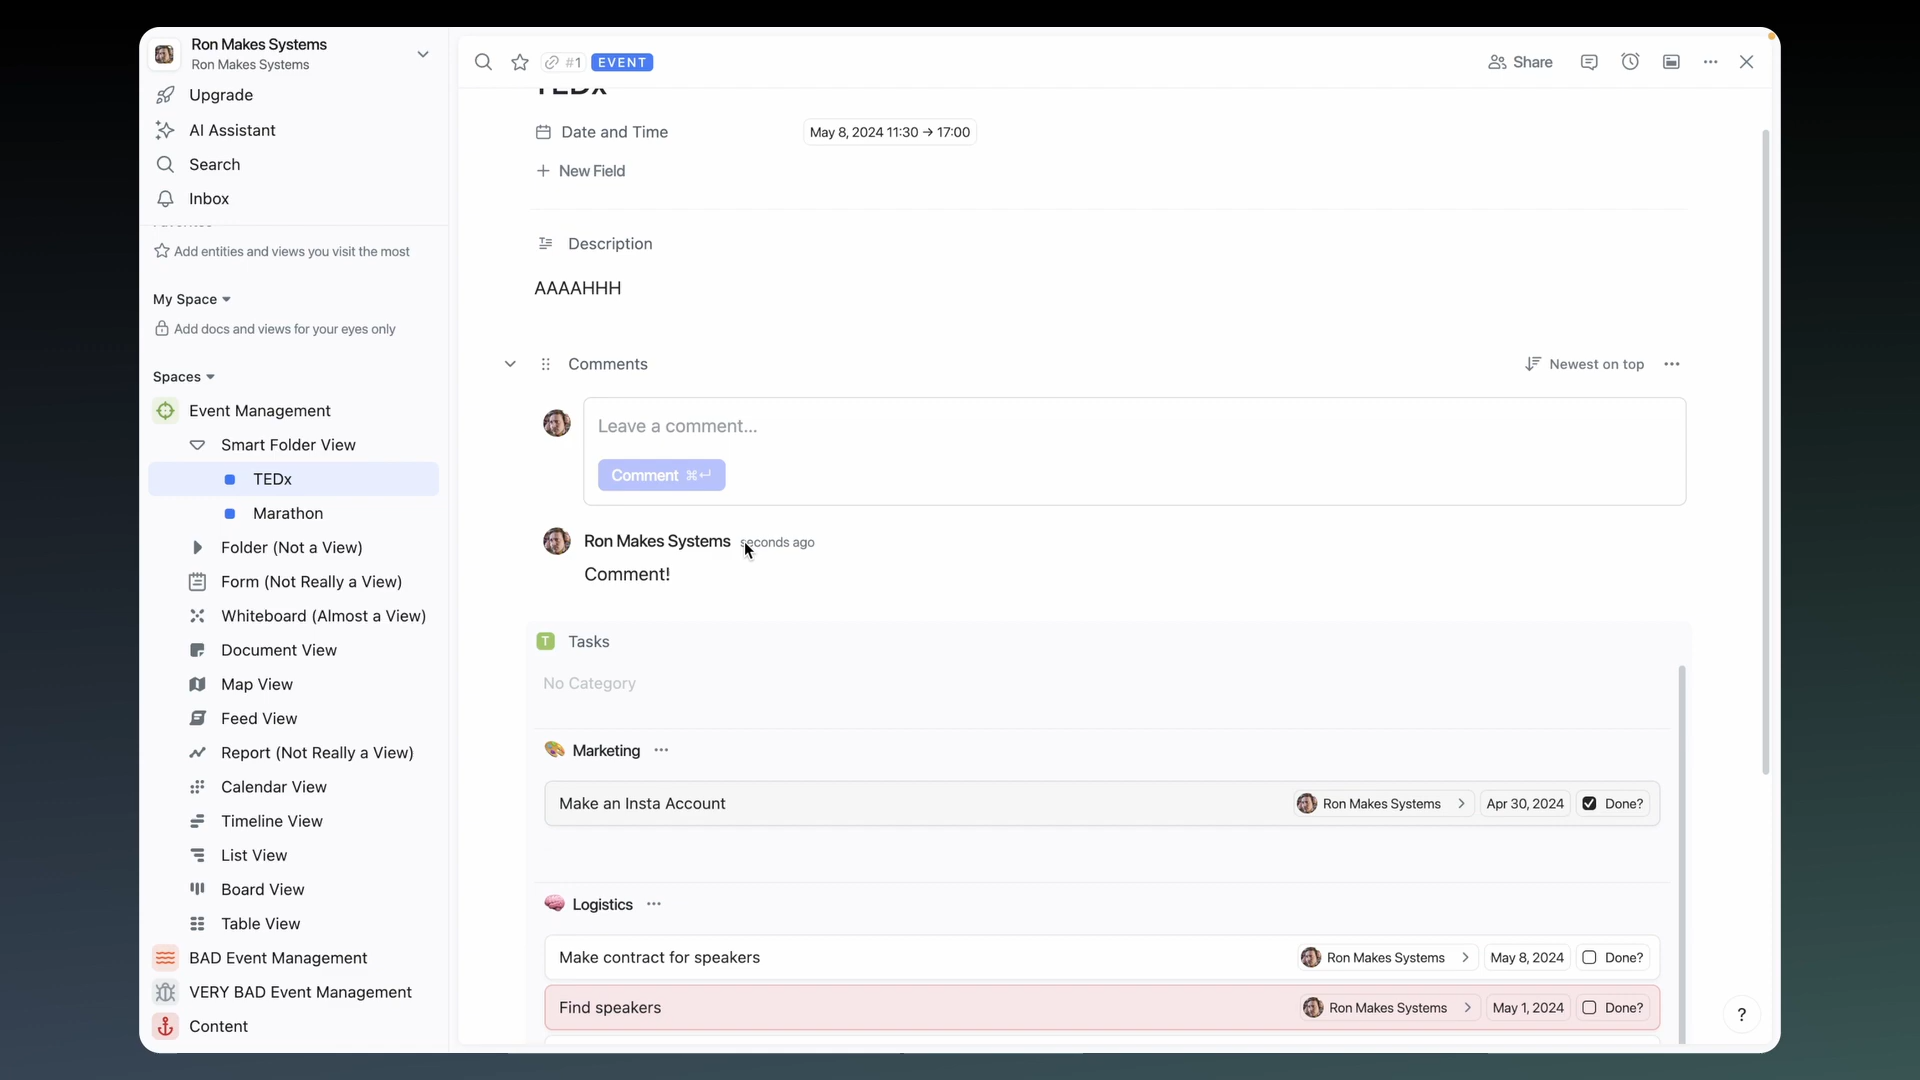 Ron Makes Systems
Ron Makes Systems
Upgrade
AI Assistant
Search
Inbox
Add entities and views you visit the most
My Space
Add docs and views for your eyes only
Spaces
Event Management
Smart Folder View
TEDx
Marathon
Folder (Not a View)
Form (Not Really a View)
Whiteboard (Almost a View)
Document View
Map View
Feed View
Report (Not Really a View)
Calendar View
Timeline View
List View
Board View
Table View
BAD Event Management
VERY BAD Event Management
Content
#1 EVENT
Share
TEDx
Date and Time May 8, 2024 11:30 → 17:00
+ New Field
Description
AAAAHHH
Comments Newest on top
Leave a comment...
Comment ⌘↵
Ron Makes Systems seconds ago
Comment!
T Tasks
No Category
Marketing
Make an Insta Account Ron Makes Systems Apr 30, 2024 Done?
Logistics
Make contract for speakers Ron Makes Systems May 8, 2024 Done?
Find speakers Ron Makes Systems May 1, 2024 Done?
?